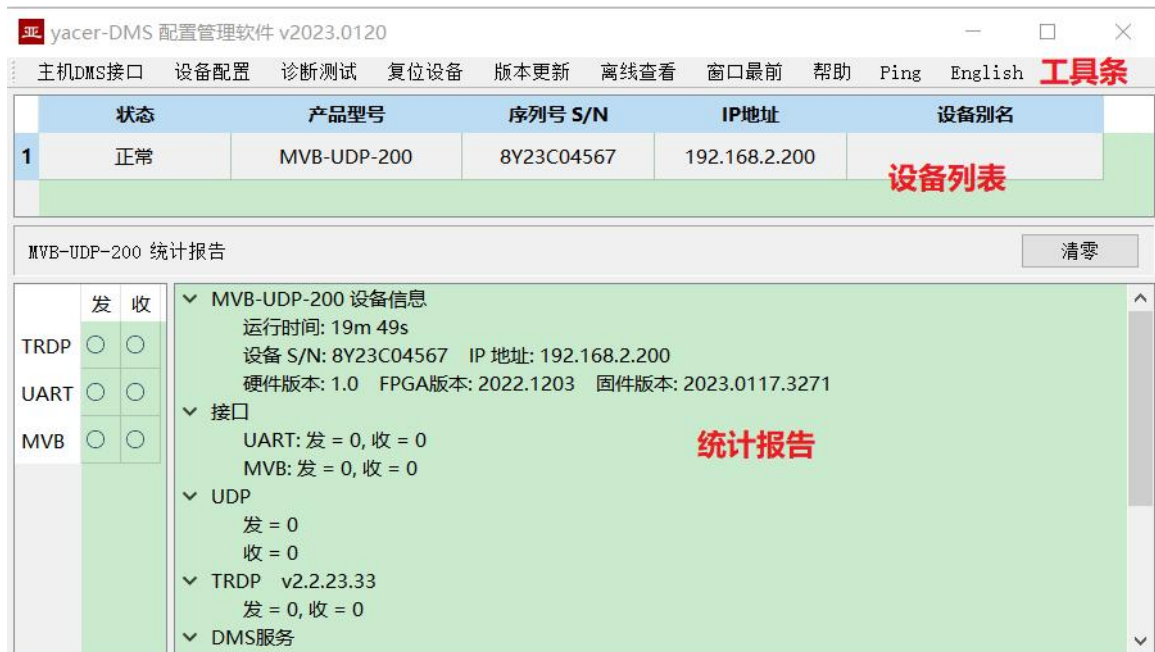 亚 yacer-DMS 配置管理软件 v2023.0120
主机DMS接口 设备配置 诊断测试 复位设备 版本更新 离线查看 窗口最前 帮助 Ping English 工具条
状态 产品型号 序列号 S/N IP地址 设备别名
1 正常 MVB-UDP-200 8Y23C04567 192.168.2.200
设备列表
MVB-UDP-200 统计报告 清零
发 收
TRDP
UART
MVB
MVB-UDP-200 设备信息
运行时间: 19m 49s
设备 S/N: 8Y23C04567 IP 地址: 192.168.2.200
硬件版本: 1.0 FPGA版本: 2022.1203 固件版本: 2023.0117.3271
接口
UART: 发 = 0, 收 = 0
MVB: 发 = 0, 收 = 0
统计报告
UDP
发 = 0
收 = 0
TRDP v2.2.23.33
发 = 0, 收 = 0
DMS服务